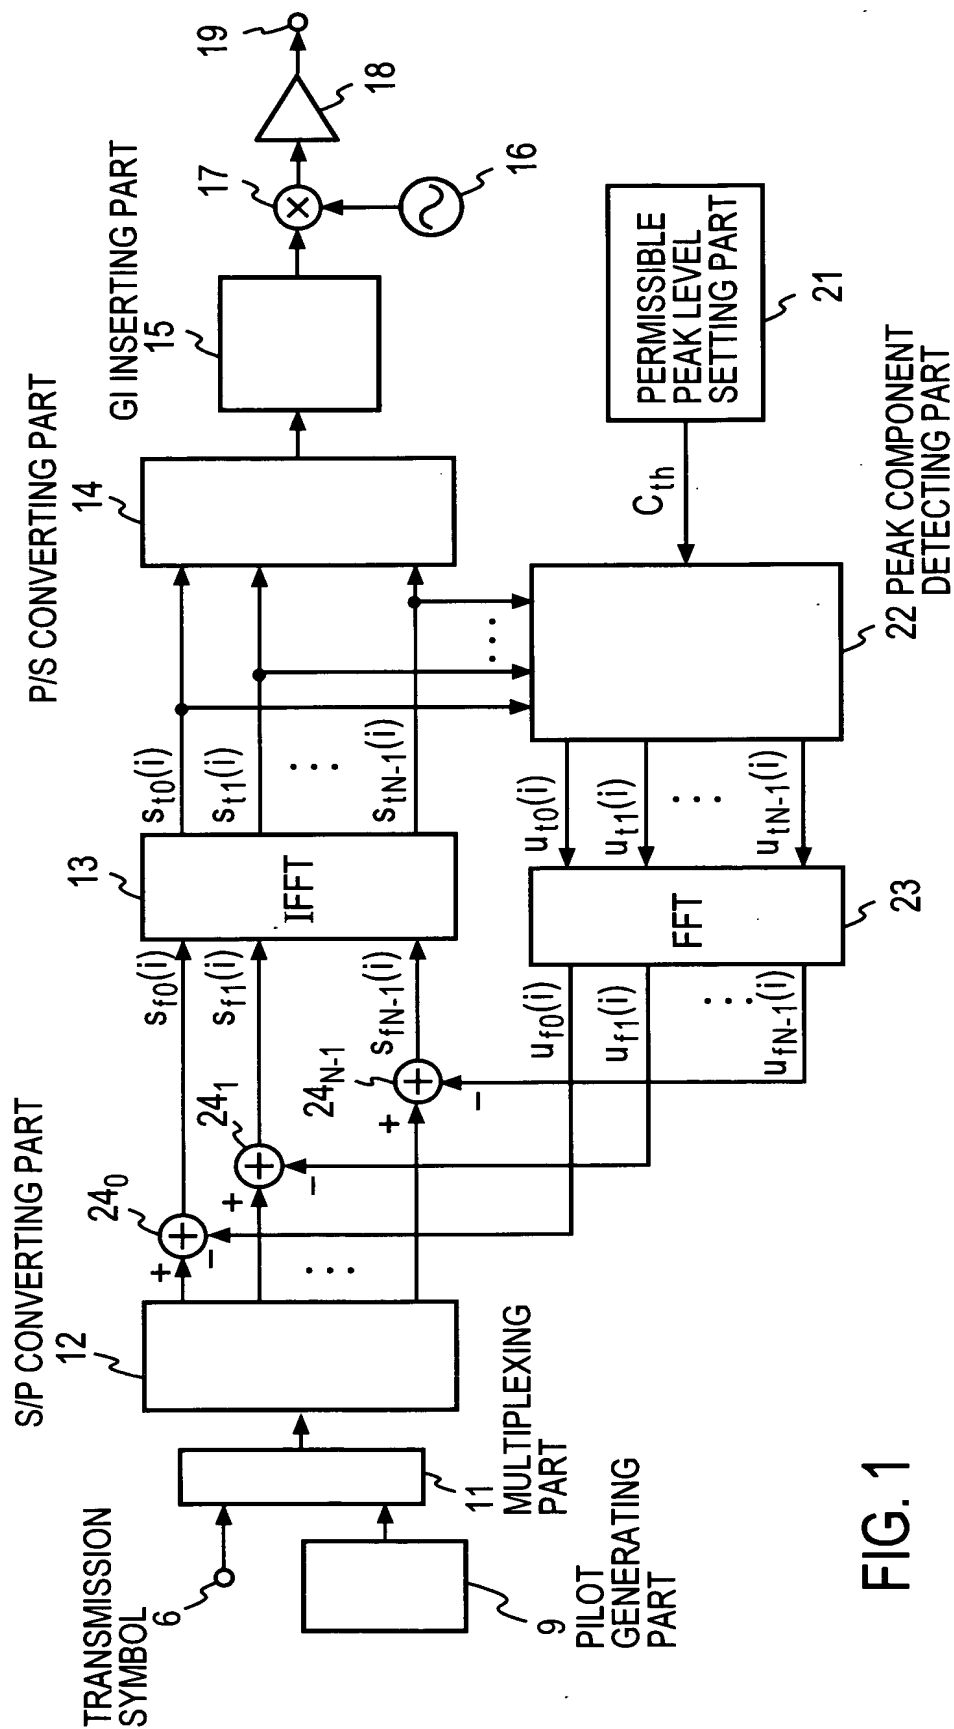 TRANSMISSION
SYMBOL
6
9
PILOT
GENERATING
PART
11
MULTIPLEXING
PART
S/P CONVERTING PART
12
+
−
24₀
+
−
24₁
+
−
24N-1
sf0(i)
sf1(i)
sfN-1(i)
13
IFFT
st0(i)
st1(i)
. . .
stN-1(i)
P/S CONVERTING PART
14
GI INSERTING PART
15
17
16
18
19
uf0(i)
uf1(i)
. . .
ufN-1(i)
FFT
23
ut0(i)
ut1(i)
. . .
utN-1(i)
22 PEAK COMPONENT
DETECTING PART
Cth
PERMISSIBLE
PEAK LEVEL
SETTING PART
21
FIG. 1